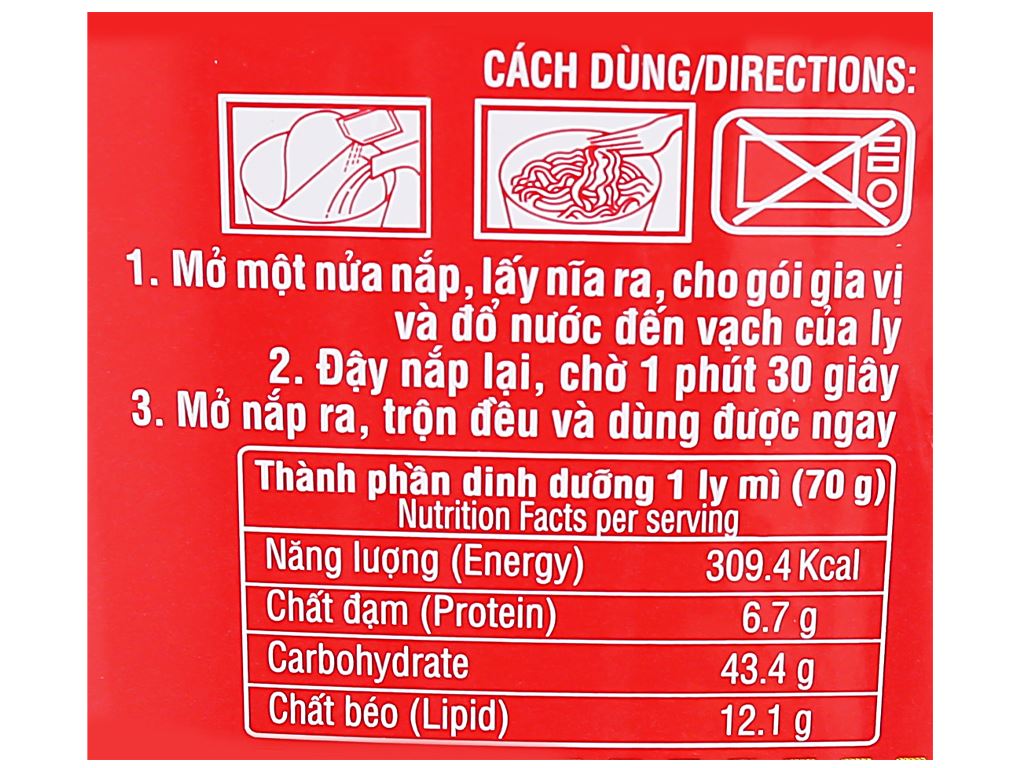 CÁCH DÙNG/DIRECTIONS:
1. Mở một nửa nắp, lấy nĩa ra, cho gói gia vị
và đổ nước đến vạch của ly
2. Đậy nắp lại, chờ 1 phút 30 giây
3. Mở nắp ra, trộn đều và dùng được ngay
Thành phần dinh dưỡng 1 ly mì (70 g)
Nutrition Facts per serving
Năng lượng (Energy) 309.4 Kcal
Chất đạm (Protein) 6.7 g
Carbohydrate 43.4 g
Chất béo (Lipid) 12.1 g